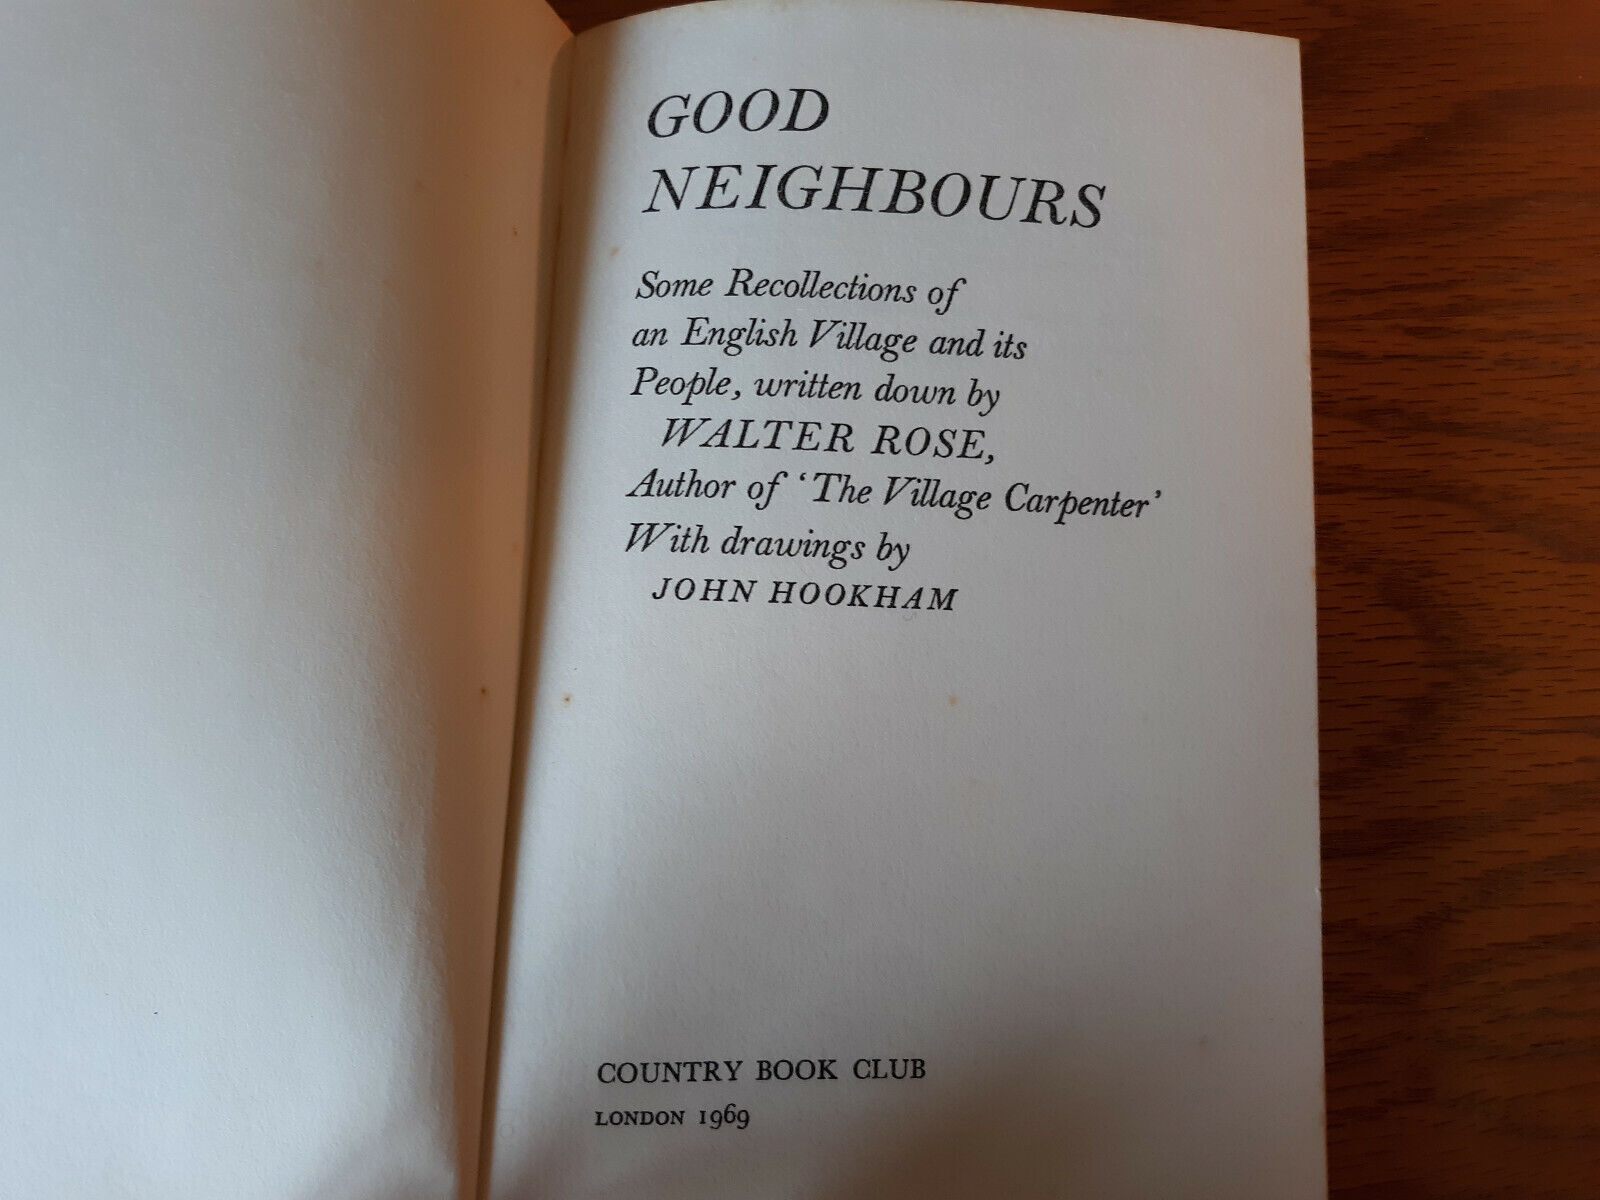 GOOD
NEIGHBOURS
Some Recollections of
an English Village and its
People, written down by
WALTER ROSE,
Author of ‘The Village Carpenter’
With drawings by
JOHN HOOKHAM
COUNTRY BOOK CLUB
LONDON 1969